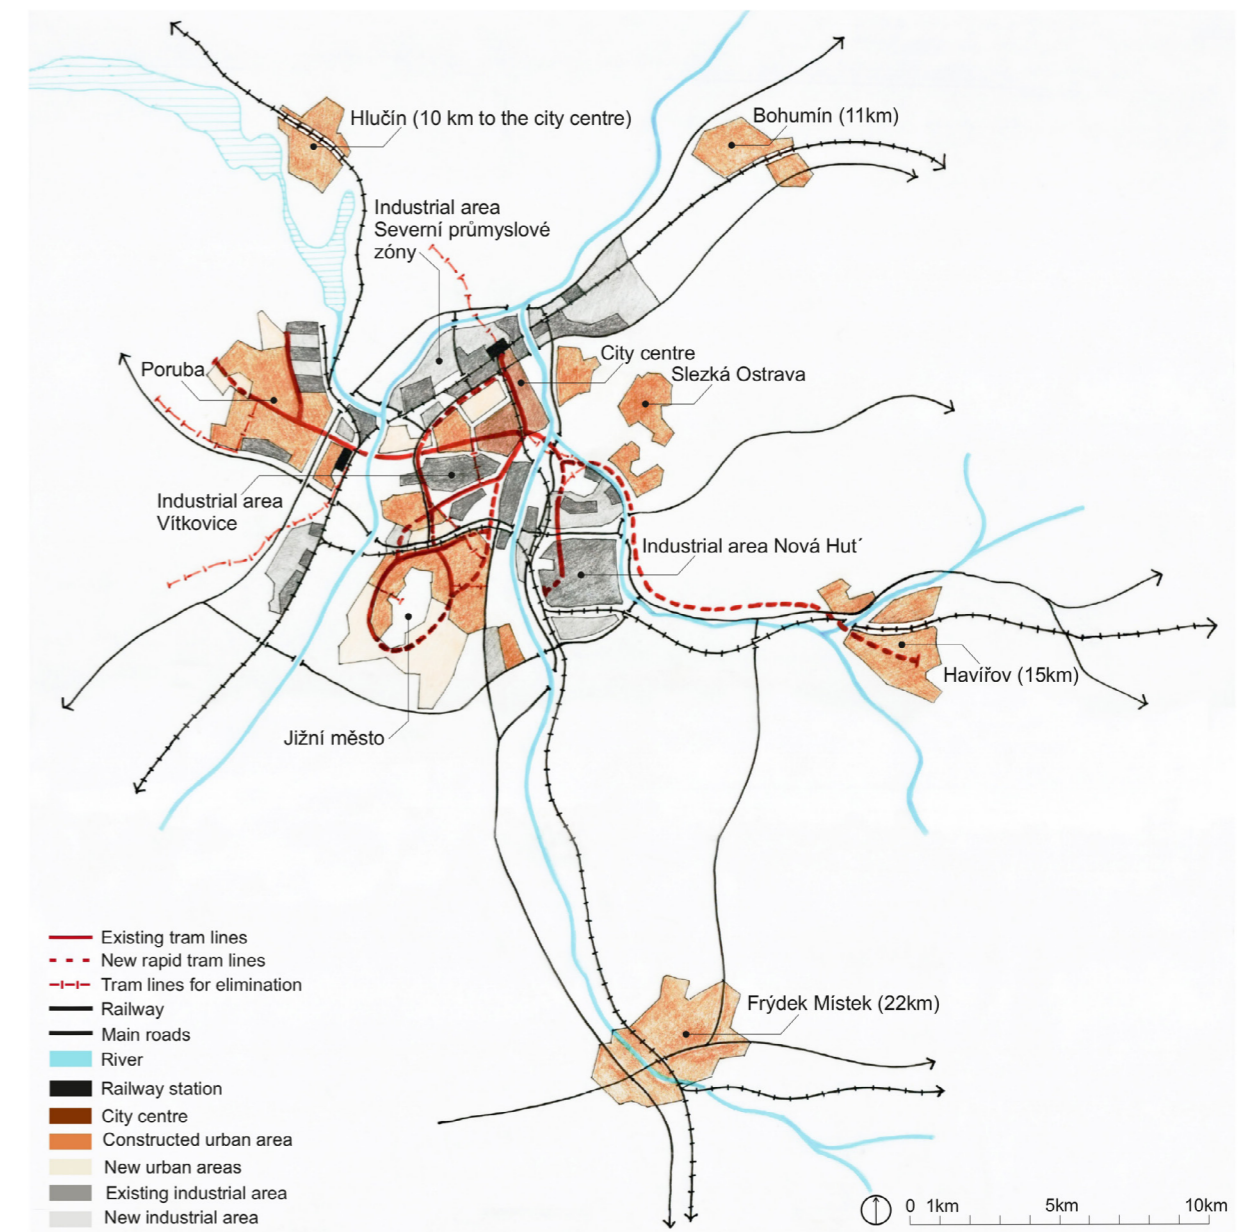 Hlučín (10 km to the city centre)
Bohumín (11km)
Industrial area
Severní průmyslové
zóny
City centre
Slezká Ostrava
Poruba
Industrial area
Vítkovice
Industrial area Nová Hut´
Havířov (15km)
Jižní město
Frýdek Místek (22km)
Existing tram lines
New rapid tram lines
Tram lines for elimination
Railway
Main roads
River
Railway station
City centre
Constructed urban area
New urban areas
Existing industrial area
New industrial area
0 1km 5km 10km